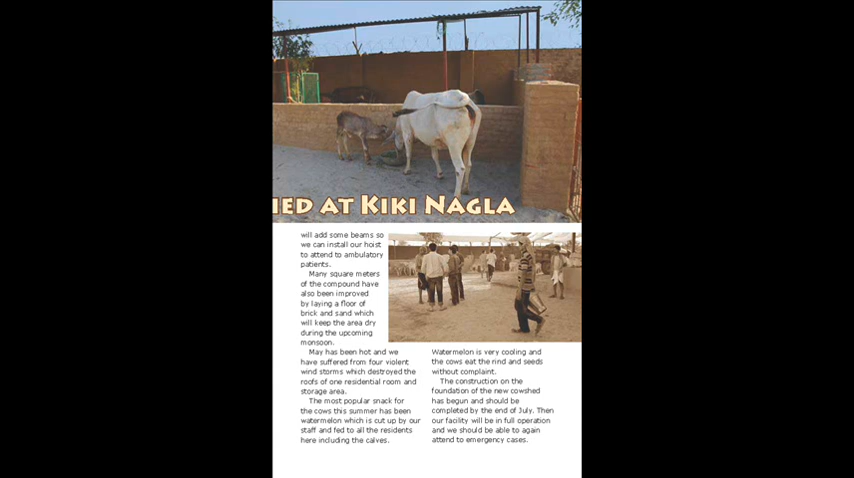 IED AT KIKI NAGLA
will add some beams so
we can install our hoist
to attend to ambulatory
patients.
Many square meters
of the compound have
also been improved
by laying a floor of
brick and sand which
will keep the area dry
during the upcoming
monsoon.
May has been hot and we
have suffered from four violent
wind storms which destroyed the
roofs of one residential room and
storage area.
The most popular snack for
the cows this summer has been
watermelon which is cut up by our
staff and fed to all the residents
here including the calves.
Watermelon is very cooling and
the cows eat the rind and seeds
without complaint.
The construction on the
foundation of the new cowshed
has begun and should be
completed by the end of July. Then
our facility will be in full operation
and we should be able to again
attend to emergency cases.